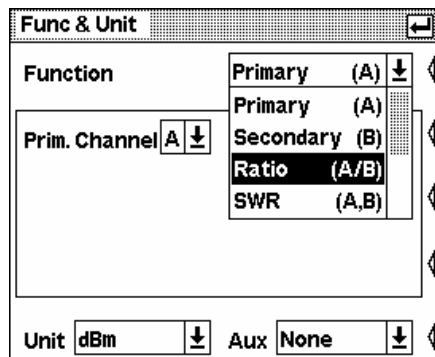 Func & Unit
Function Primary (A)
Primary (A)
Prim. Channel A Secondary (B)
Ratio (A/B)
SWR (A,B)
Unit dBm Aux None